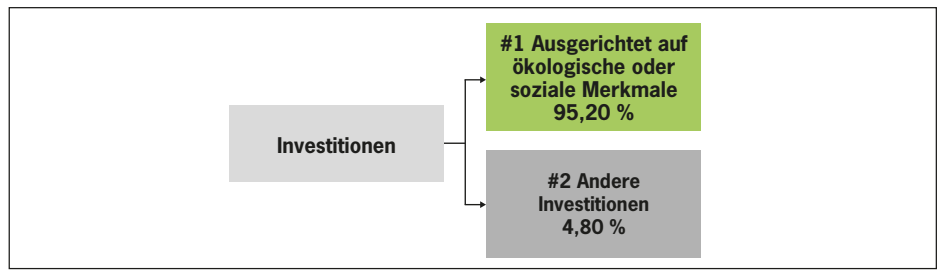 Investitionen
#1 Ausgerichtet auf
ökologische oder
soziale Merkmale
95,20 %
#2 Andere
Investitionen
4,80 %